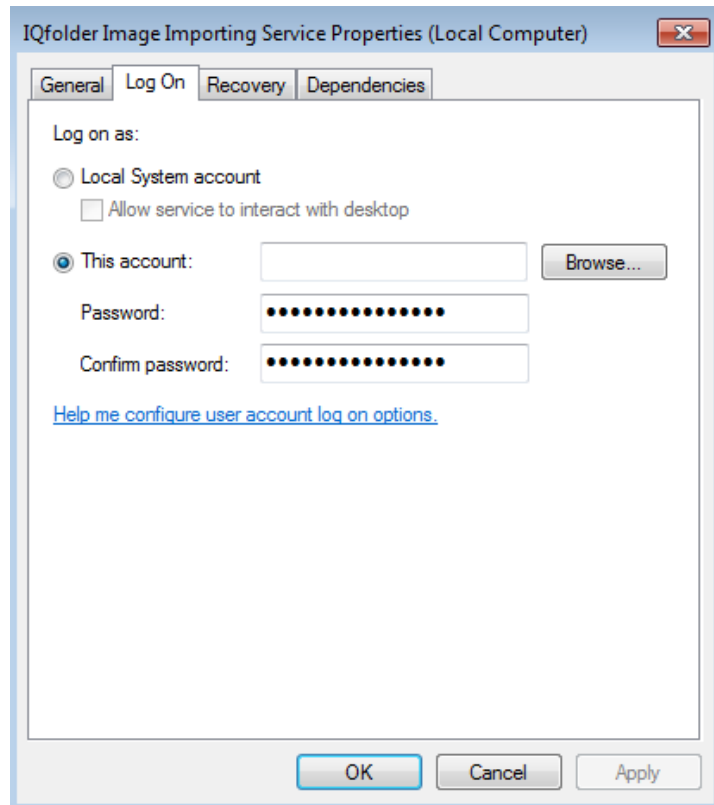 IQfolder Image Importing Service Properties (Local Computer)
General Log On Recovery Dependencies
Log on as:
Local System account
Allow service to interact with desktop
This account: Browse...
Password: •••••••••••••••
Confirm password: •••••••••••••••
Help me configure user account log on options.
OK Cancel Apply